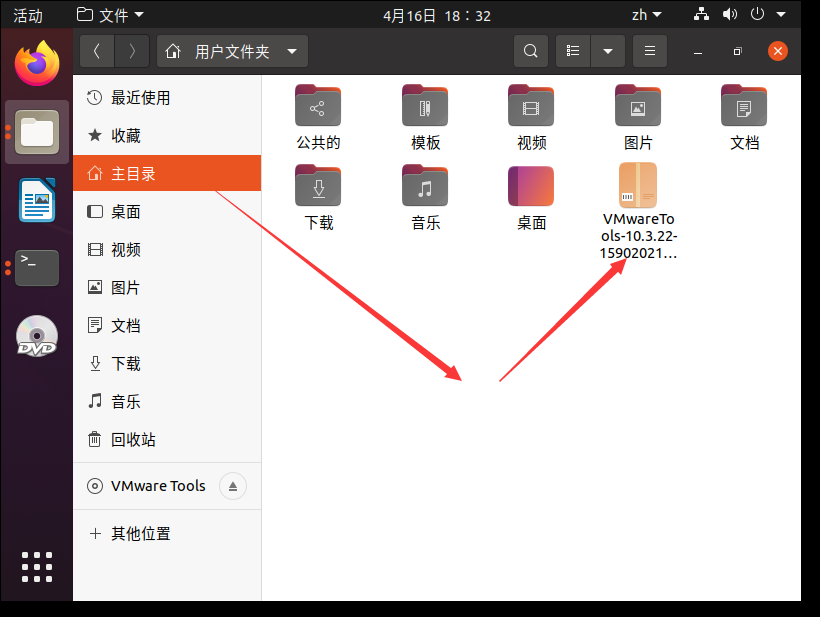 活动
文件
4月16日 18：32
zh
用户文件夹
最近使用
收藏
主目录
桌面
视频
图片
文档
下载
音乐
回收站
VMware Tools
其他位置
公共的
模板
视频
图片
文档
下载
音乐
桌面
VMwareTo
ols-10.3.22-
15902021…
>_
DVD